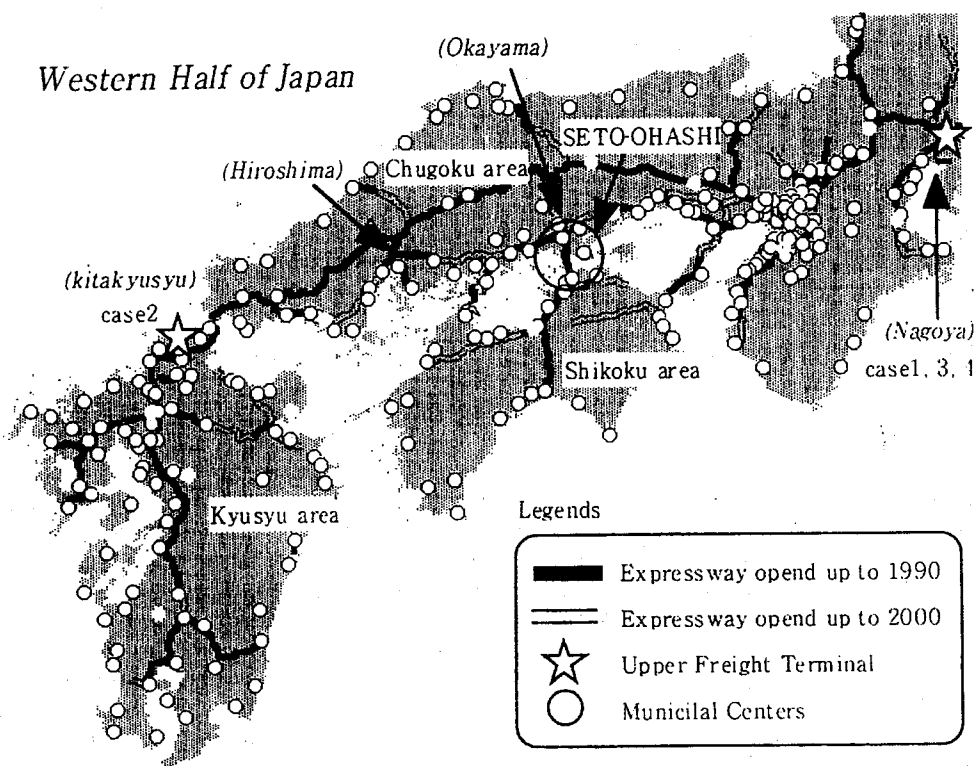 Western Half of Japan
(Okayama)
SETO-OHASHI
(Hiroshima)
Chugoku area
(kitakyusyu)
case2
(Nagoya)
case1, 3, 4
Shikoku area
Kyusyu area
Legends
Expressway opend up to 1990
Expressway opend up to 2000
Upper Freight Terminal
Municilal Centers